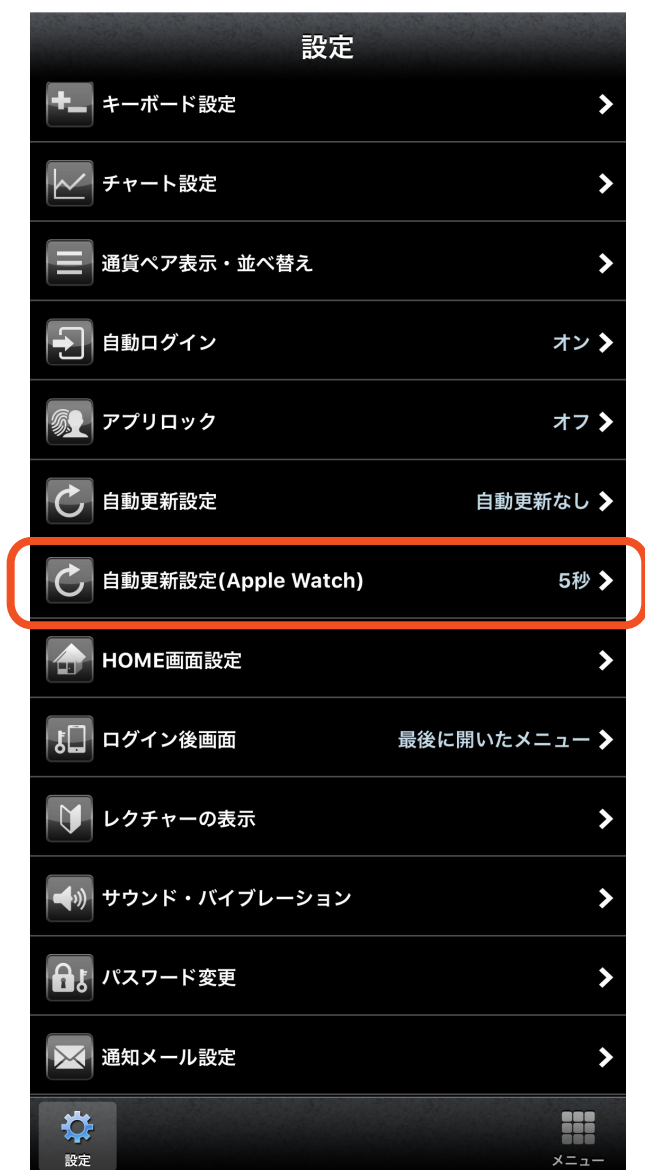 設定
キーボード設定
チャート設定
通貨ペア表示・並べ替え
自動ログイン オン
アプリロック オフ
自動更新設定 自動更新なし
自動更新設定(Apple Watch) 5秒
HOME画面設定
ログイン後画面 最後に開いたメニュー
レクチャーの表示
サウンド・バイブレーション
パスワード変更
通知メール設定
設定 メニュー